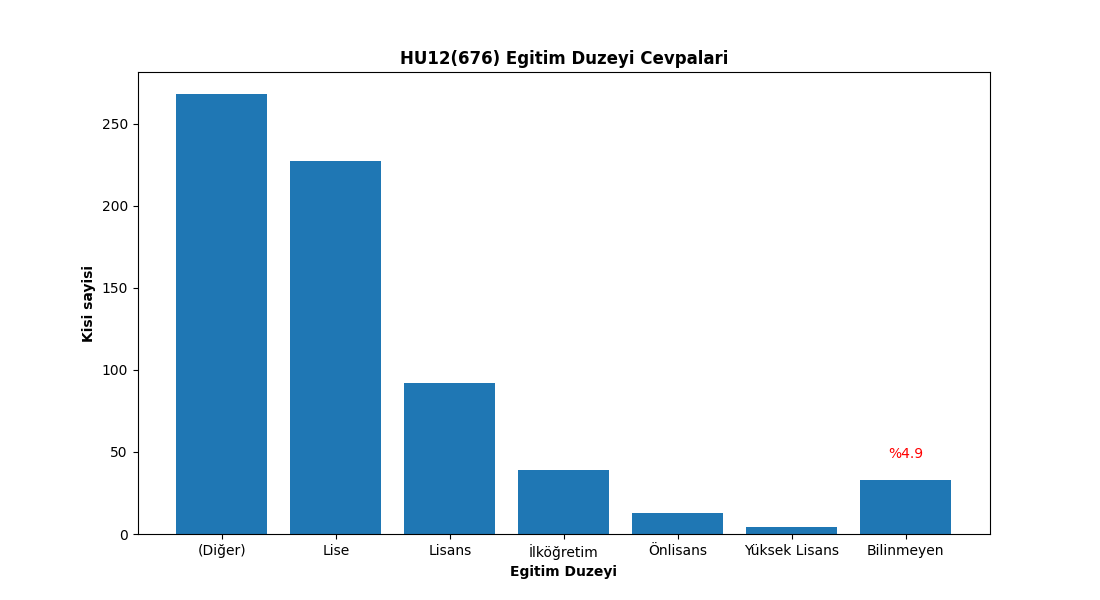 HU12(676) Egitim Duzeyi Cevpalari
Kisi sayisi
250
200
150
100
50
0
%4.9
(Diğer)
Lise
Lisans
İlköğretim
Önlisans
Yüksek Lisans
Bilinmeyen
Egitim Duzeyi